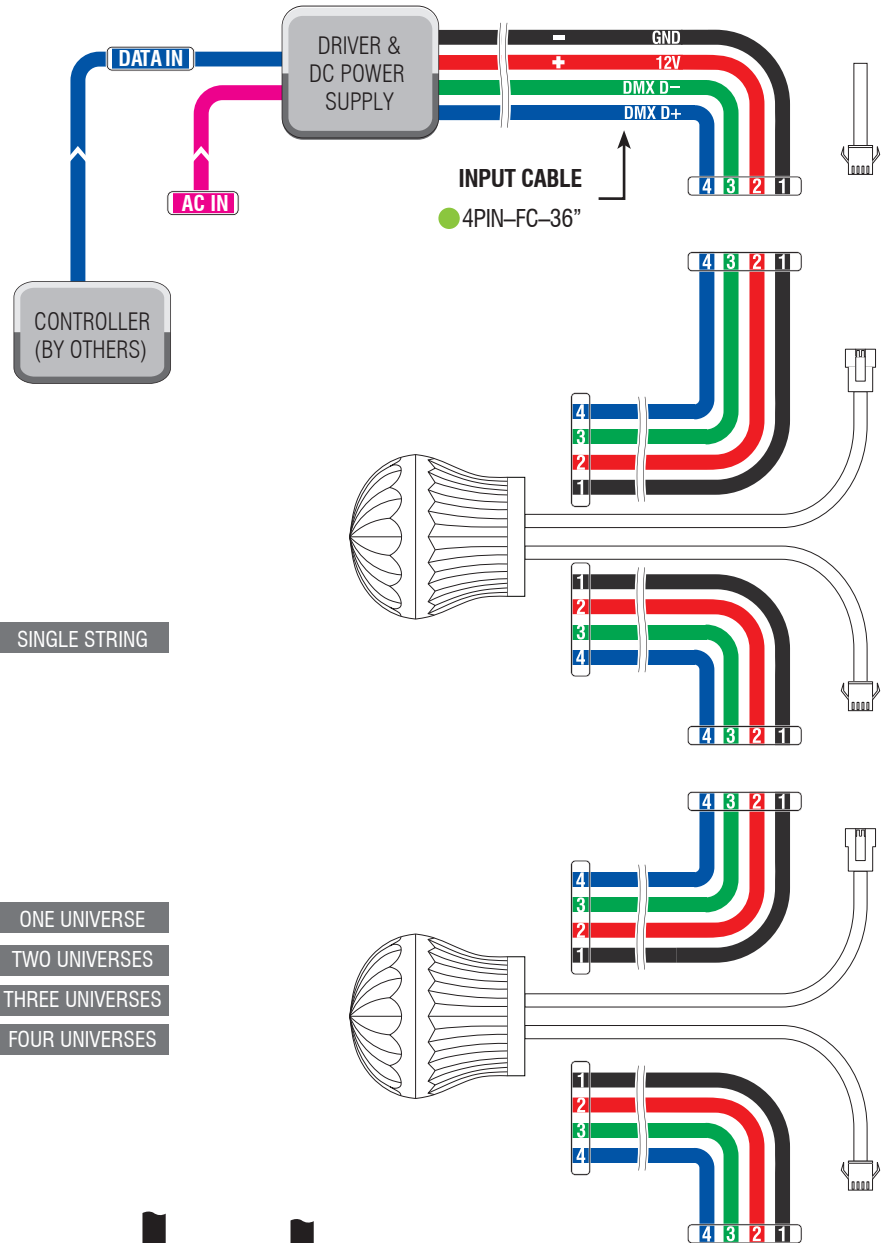 DATA IN
DRIVER &
DC POWER
SUPPLY
– GND
+ 12V
DMX D–
DMX D+
AC IN
INPUT CABLE
4PIN–FC–36”
4 3 2 1
CONTROLLER
(BY OTHERS)
4 3 2 1
4
3
2
1
1
2
3
4
SINGLE STRING
4 3 2 1
4 3 2 1
4
3
2
1
ONE UNIVERSE
TWO UNIVERSES
THREE UNIVERSES
FOUR UNIVERSES
1
2
3
4
4 3 2 1